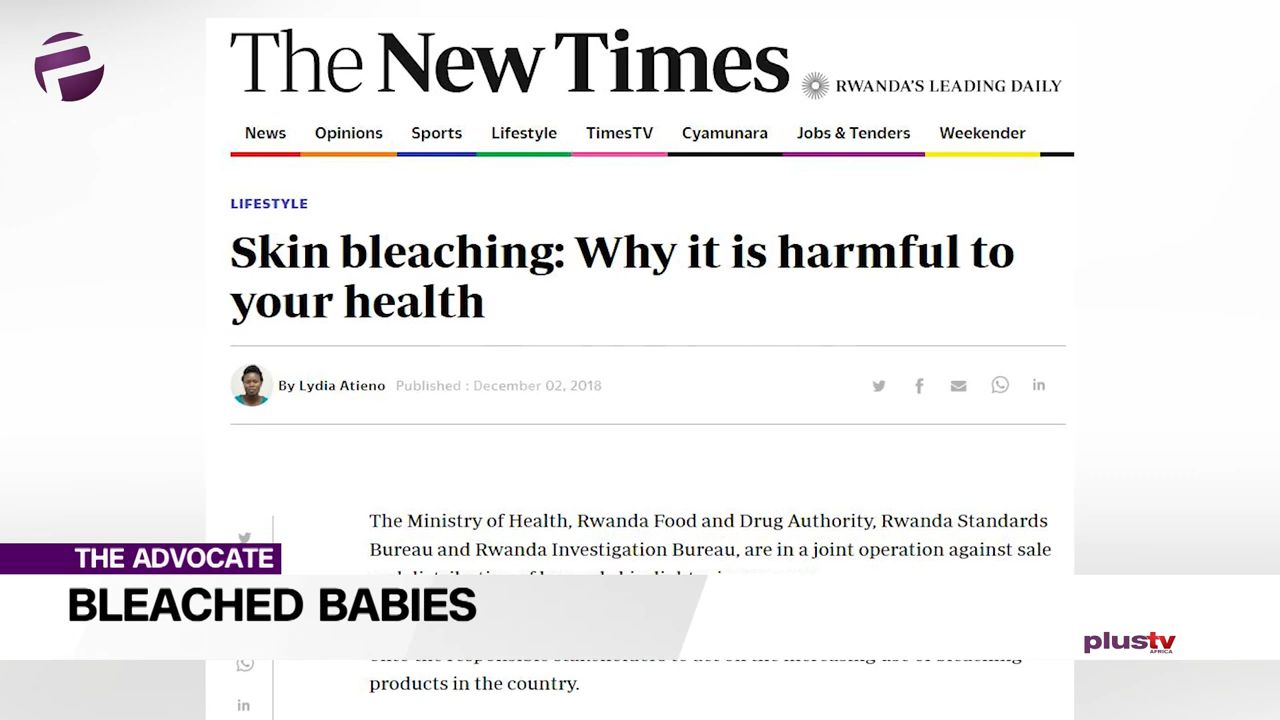 The New Times
RWANDA'S LEADING DAILY
News Opinions Sports Lifestyle TimesTV Cyamunara Jobs & Tenders Weekender
LIFESTYLE
Skin bleaching: Why it is harmful to
your health
By Lydia Atieno Published : December 02, 2018
in
The Ministry of Health, Rwanda Food and Drug Authority, Rwanda Standards
Bureau and Rwanda Investigation Bureau, are in a joint operation against sale
THE ADVOCATE
BLEACHED BABIES
plustv
AFRICA
products in the country.
in